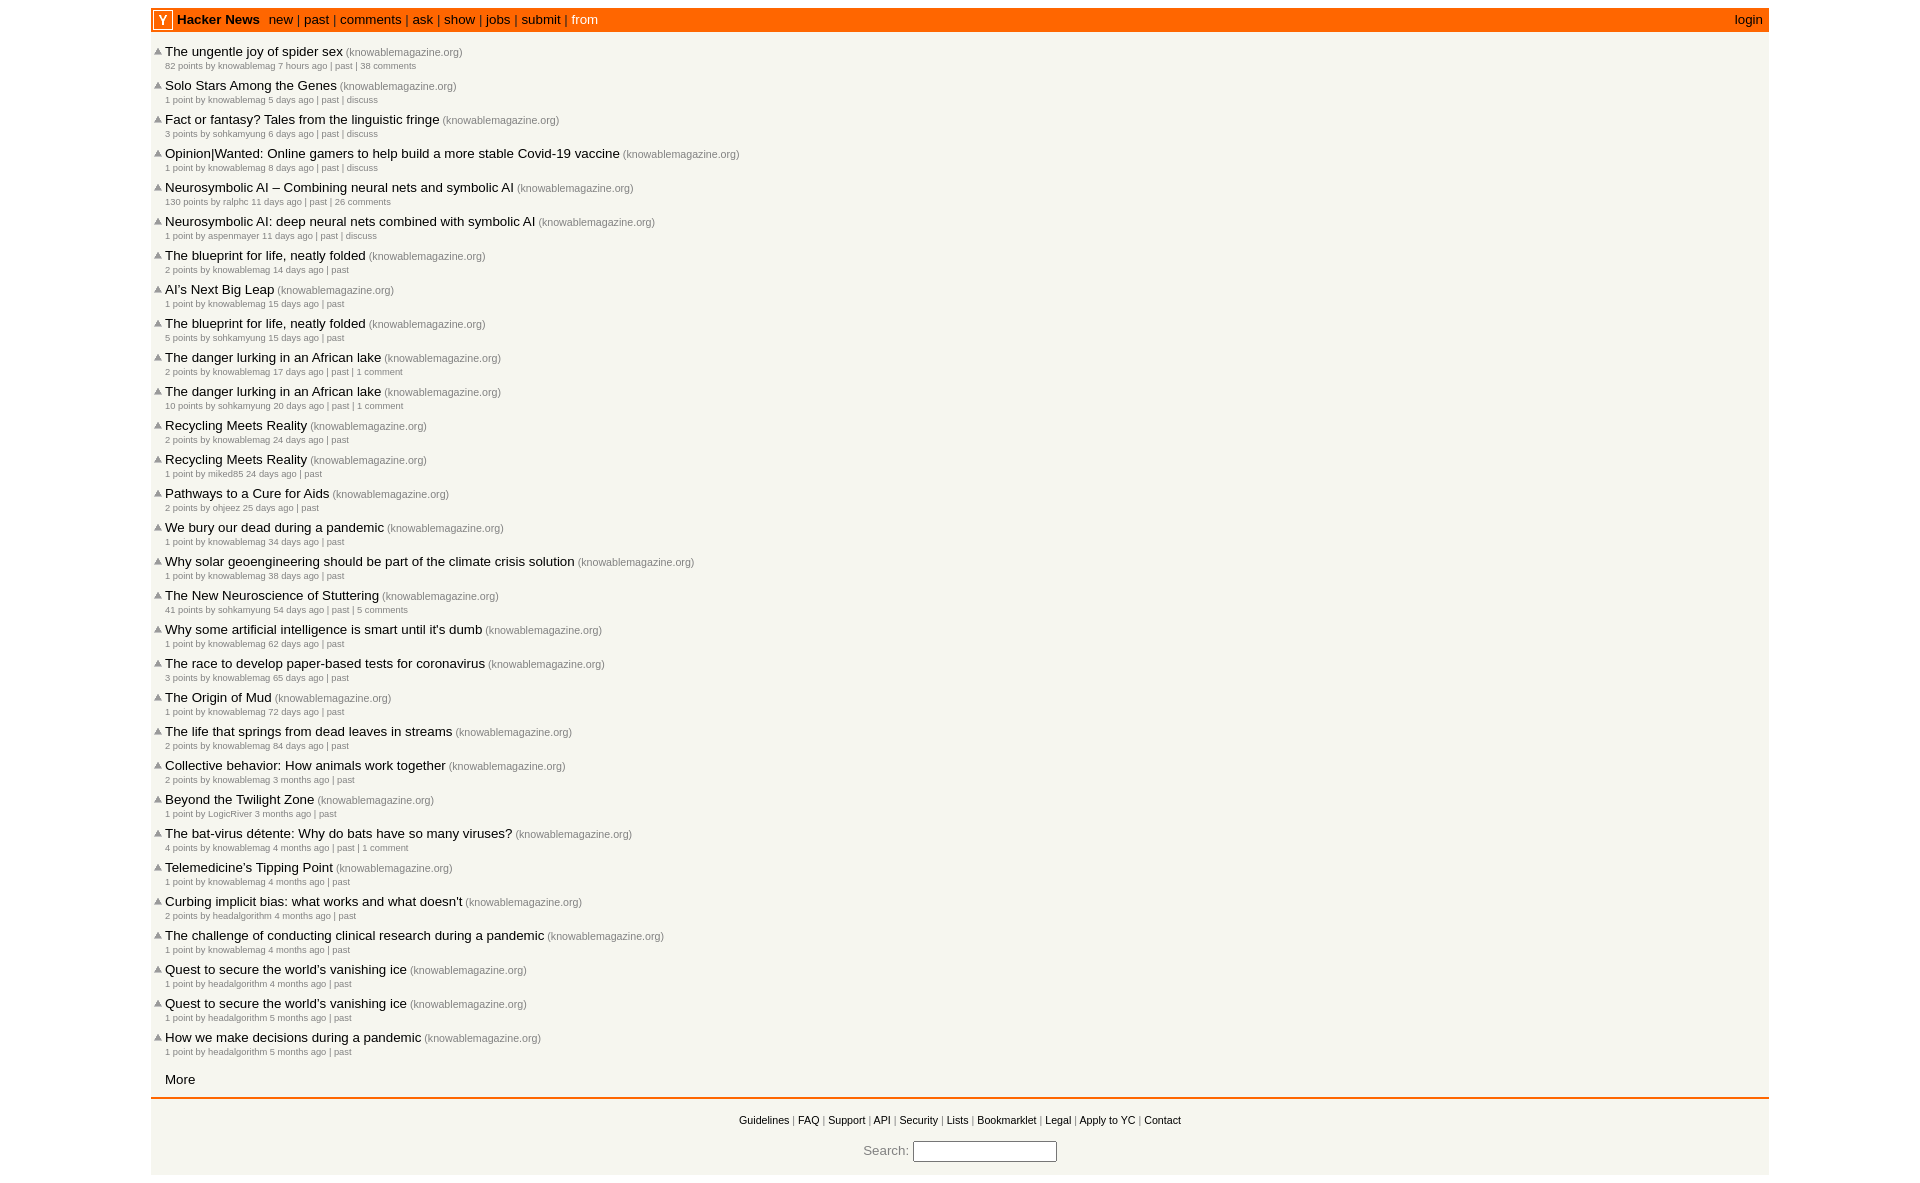 Y Hacker News new | past | comments | ask | show | jobs | submit | from login
The ungentle joy of spider sex (knowablemagazine.org)
82 points by knowablemag 7 hours ago | past | 38 comments
Solo Stars Among the Genes (knowablemagazine.org)
1 point by knowablemag 5 days ago | past | discuss
Fact or fantasy? Tales from the linguistic fringe (knowablemagazine.org)
3 points by sohkamyung 6 days ago | past | discuss
Opinion|Wanted: Online gamers to help build a more stable Covid-19 vaccine (knowablemagazine.org)
1 point by knowablemag 8 days ago | past | discuss
Neurosymbolic AI – Combining neural nets and symbolic AI (knowablemagazine.org)
130 points by ralphc 11 days ago | past | 26 comments
Neurosymbolic AI: deep neural nets combined with symbolic AI (knowablemagazine.org)
1 point by aspenmayer 11 days ago | past | discuss
The blueprint for life, neatly folded (knowablemagazine.org)
2 points by knowablemag 14 days ago | past
AI’s Next Big Leap (knowablemagazine.org)
1 point by knowablemag 15 days ago | past
The blueprint for life, neatly folded (knowablemagazine.org)
5 points by sohkamyung 15 days ago | past
The danger lurking in an African lake (knowablemagazine.org)
2 points by knowablemag 17 days ago | past | 1 comment
The danger lurking in an African lake (knowablemagazine.org)
10 points by sohkamyung 20 days ago | past | 1 comment
Recycling Meets Reality (knowablemagazine.org)
2 points by knowablemag 24 days ago | past
Recycling Meets Reality (knowablemagazine.org)
1 point by miked85 24 days ago | past
Pathways to a Cure for Aids (knowablemagazine.org)
2 points by ohjeez 25 days ago | past
We bury our dead during a pandemic (knowablemagazine.org)
1 point by knowablemag 34 days ago | past
Why solar geoengineering should be part of the climate crisis solution (knowablemagazine.org)
1 point by knowablemag 38 days ago | past
The New Neuroscience of Stuttering (knowablemagazine.org)
41 points by sohkamyung 54 days ago | past | 5 comments
Why some artificial intelligence is smart until it's dumb (knowablemagazine.org)
1 point by knowablemag 62 days ago | past
The race to develop paper-based tests for coronavirus (knowablemagazine.org)
3 points by knowablemag 65 days ago | past
The Origin of Mud (knowablemagazine.org)
1 point by knowablemag 72 days ago | past
The life that springs from dead leaves in streams (knowablemagazine.org)
2 points by knowablemag 84 days ago | past
Collective behavior: How animals work together (knowablemagazine.org)
2 points by knowablemag 3 months ago | past
Beyond the Twilight Zone (knowablemagazine.org)
1 point by LogicRiver 3 months ago | past
The bat-virus détente: Why do bats have so many viruses? (knowablemagazine.org)
4 points by knowablemag 4 months ago | past | 1 comment
Telemedicine’s Tipping Point (knowablemagazine.org)
1 point by knowablemag 4 months ago | past
Curbing implicit bias: what works and what doesn't (knowablemagazine.org)
2 points by headalgorithm 4 months ago | past
The challenge of conducting clinical research during a pandemic (knowablemagazine.org)
1 point by knowablemag 4 months ago | past
Quest to secure the world’s vanishing ice (knowablemagazine.org)
1 point by headalgorithm 4 months ago | past
Quest to secure the world’s vanishing ice (knowablemagazine.org)
1 point by headalgorithm 5 months ago | past
How we make decisions during a pandemic (knowablemagazine.org)
1 point by headalgorithm 5 months ago | past
More
Guidelines | FAQ | Support | API | Security | Lists | Bookmarklet | Legal | Apply to YC | Contact
Search: